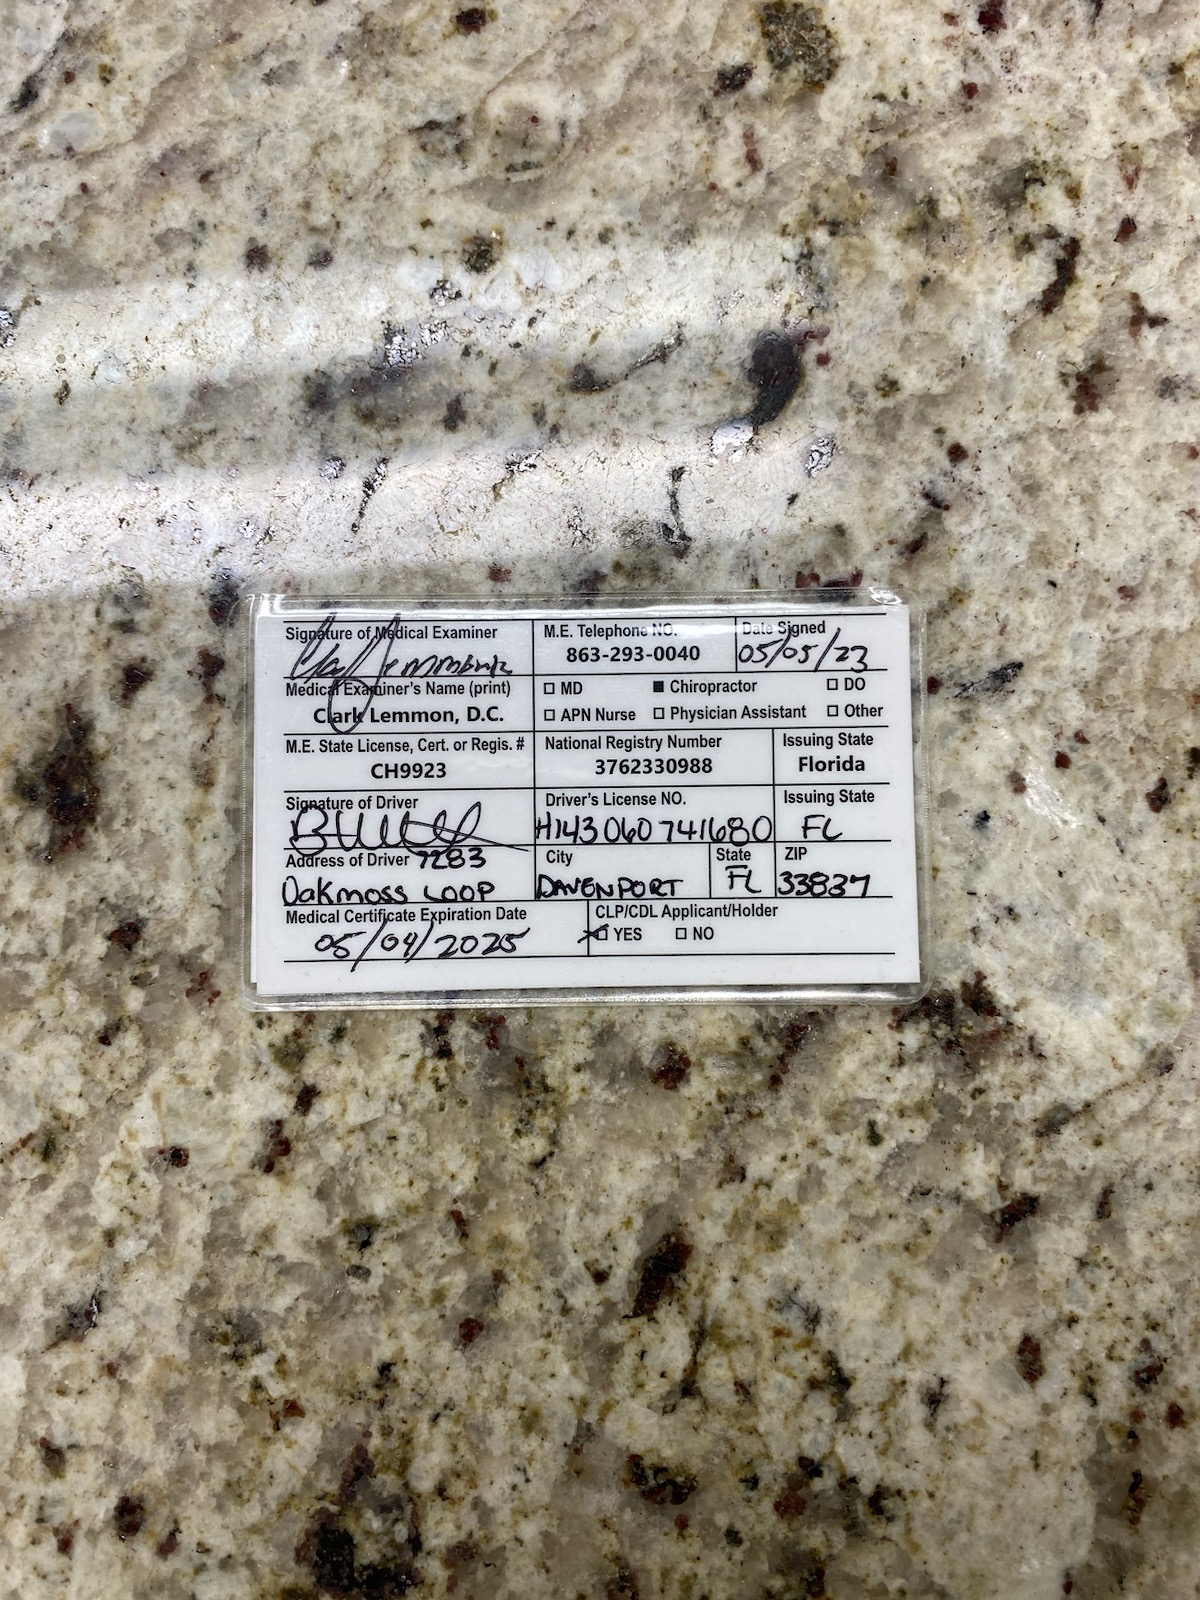 Signature of Medical Examiner
M.E. Telephone NO.
863-293-0040
Date Signed
05/05/23
Medical Examiner's Name (print)
Clark Lemmon, D.C.
☐ MD ■ Chiropractor ☐ DO
☐ APN Nurse ☐ Physician Assistant ☐ Other
M.E. State License, Cert. or Regis. #
CH9923
National Registry Number
3762330988
Issuing State
Florida
Signature of Driver
Driver's License NO.
H143060741680
Issuing State
FL
Address of Driver 7283
Oakmoss LOOP
City
DAVENPORT
State
FL
ZIP
33837
Medical Certificate Expiration Date
05/04/2025
CLP/CDL Applicant/Holder
☒ YES ☐ NO